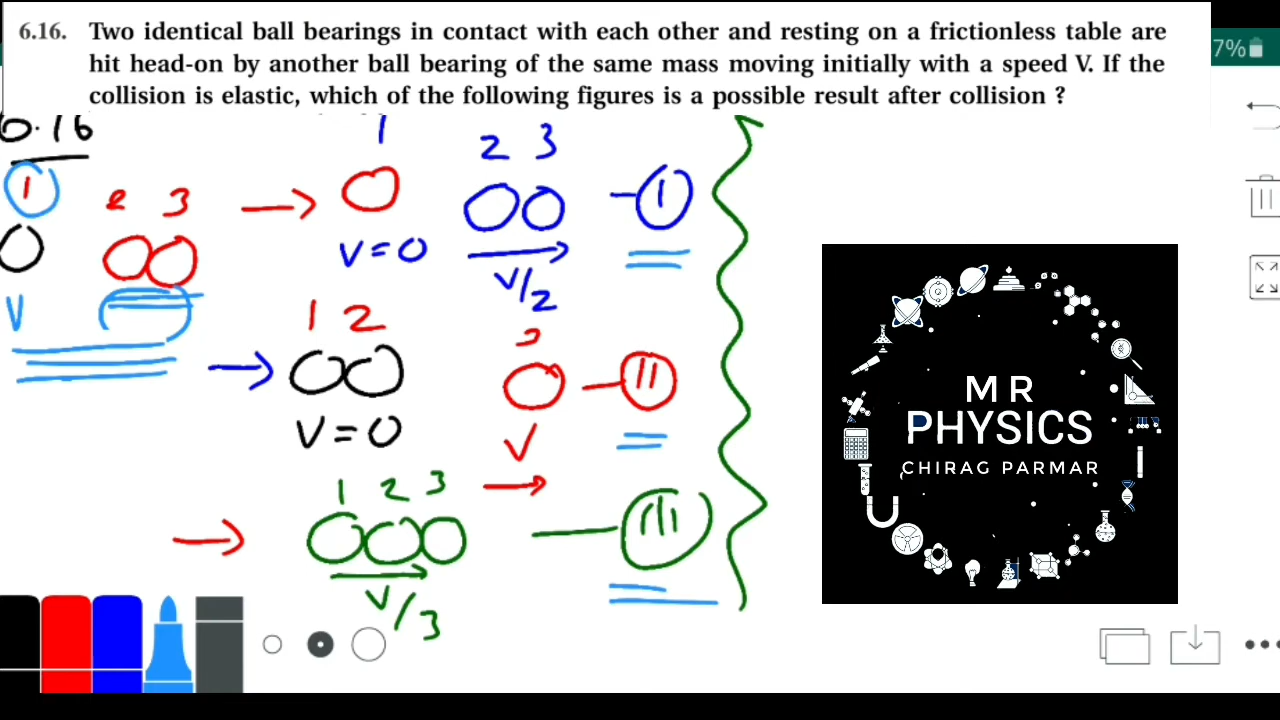 6.16. Two identical ball bearings in contact with each other and resting on a frictionless table are
hit head-on by another ball bearing of the same mass moving initially with a speed V. If the
collision is elastic, which of the following figures is a possible result after collision ?
7%
6.16
1
2 3
1
2 3
I
V = 0
V/2
V
1 2
3
II
V = 0
V
1 2 3
III
V/3
MR
PHYSICS
CHIRAG PARMAR